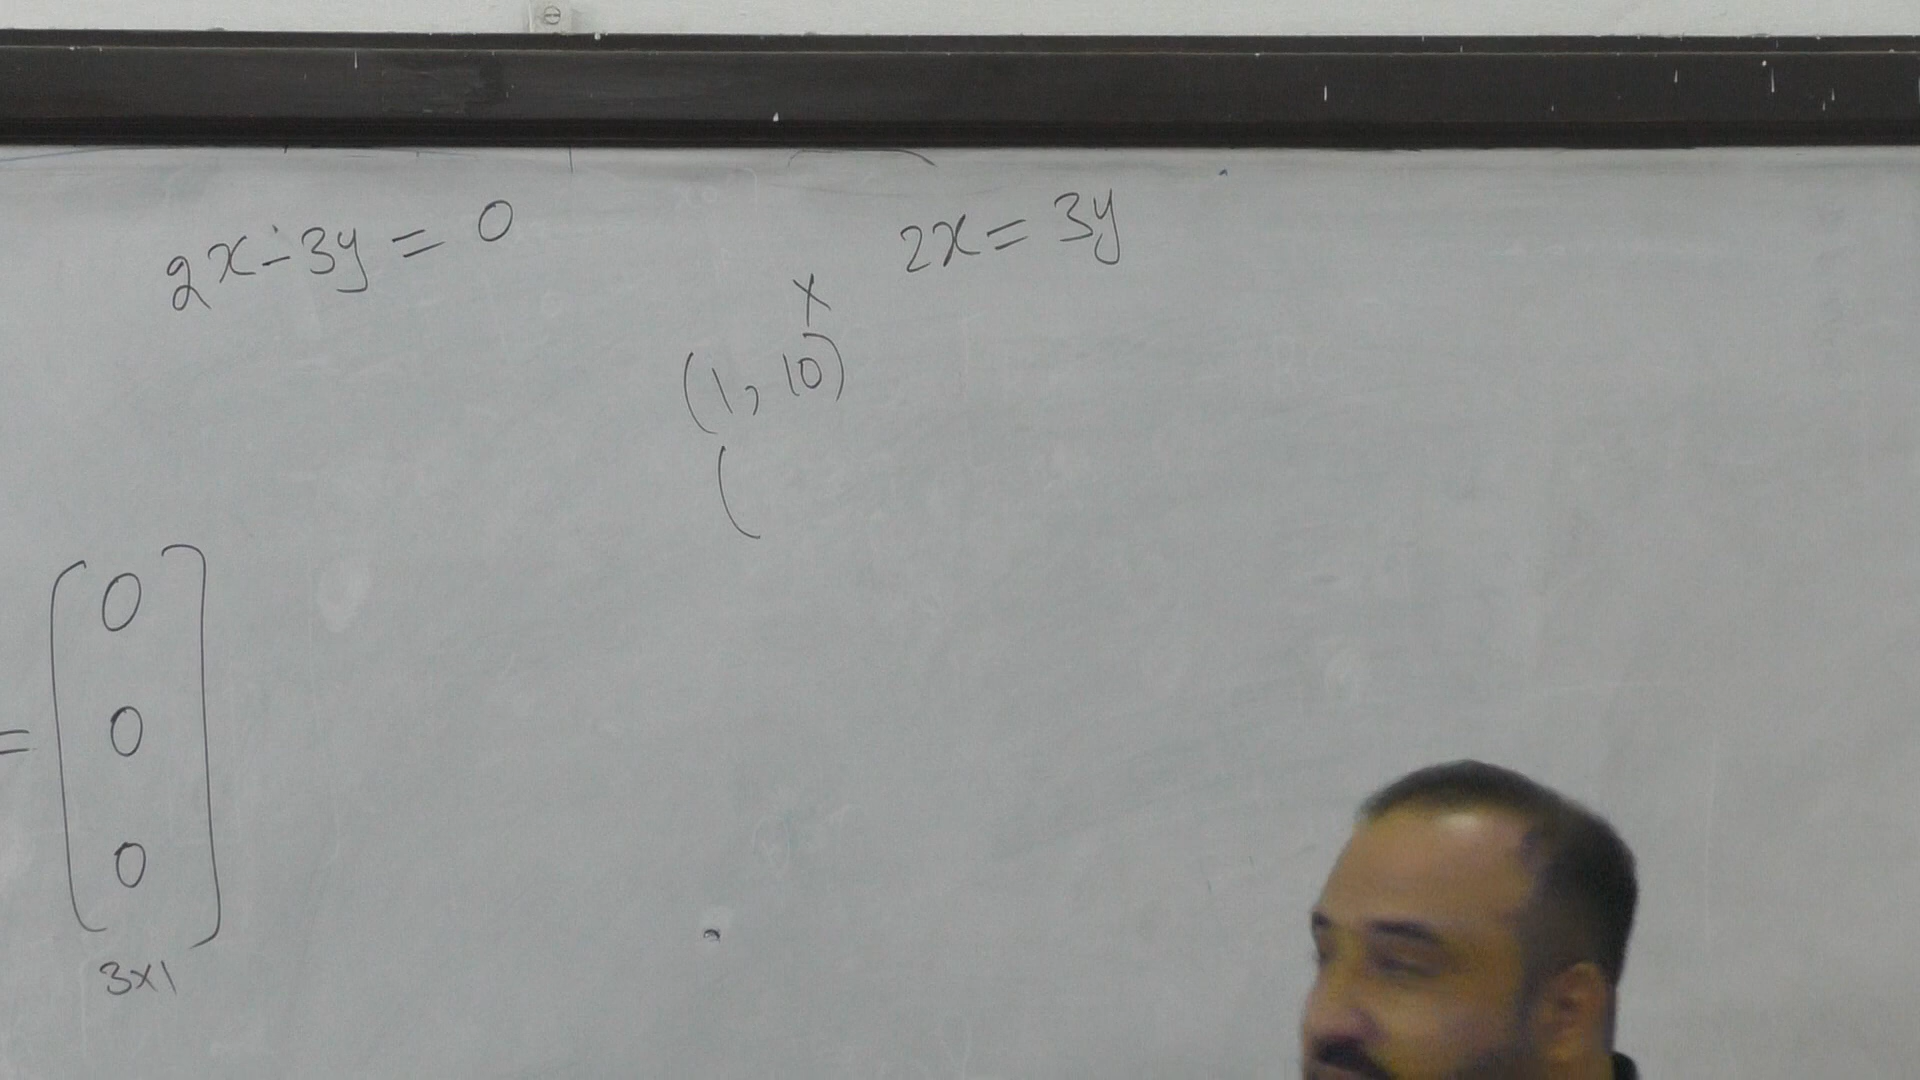 2x - 3y = 0
2x = 3y
x
(1, 10)
(
= [0
0
0]
3x1